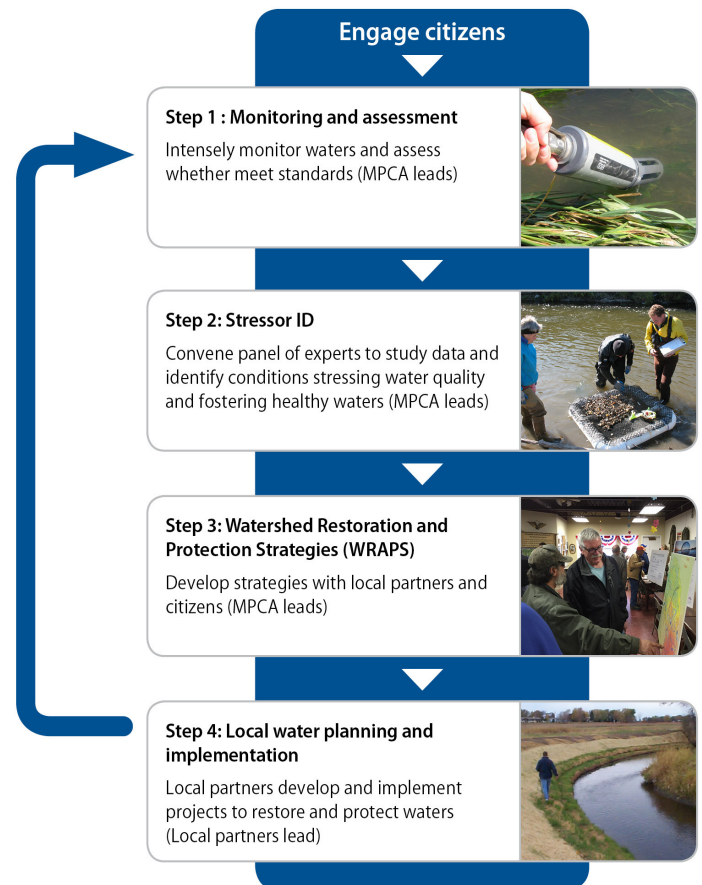 Engage citizens
Step 1 : Monitoring and assessment
Intensely monitor waters and assess
whether meet standards (MPCA leads)
Step 2: Stressor ID
Convene panel of experts to study data and
identify conditions stressing water quality
and fostering healthy waters (MPCA leads)
Step 3: Watershed Restoration and
Protection Strategies (WRAPS)
Develop strategies with local partners and
citizens (MPCA leads)
Step 4: Local water planning and
implementation
Local partners develop and implement
projects to restore and protect waters
(Local partners lead)